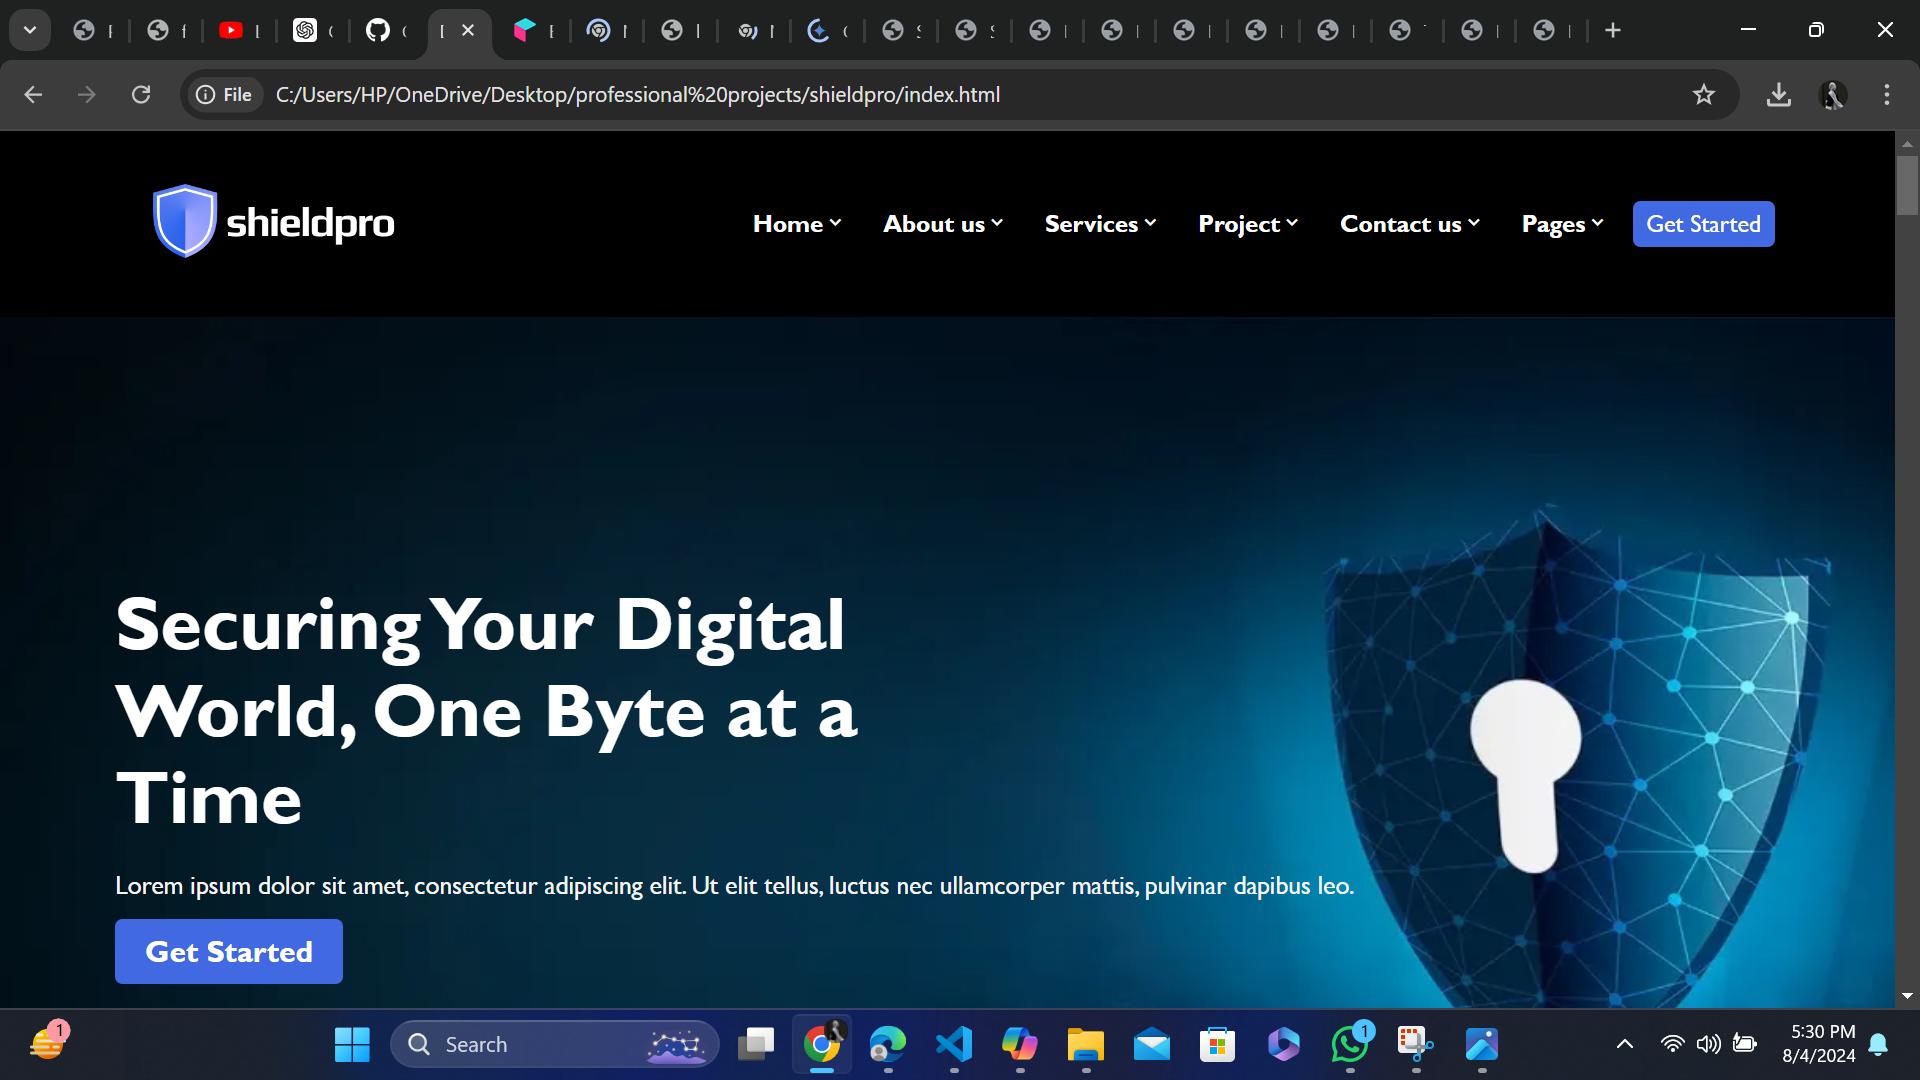 File
C:/Users/HP/OneDrive/Desktop/professional%20projects/shieldpro/index.html
shieldpro
Home
About us
Services
Project
Contact us
Pages
Get Started
Securing Your Digital
World, One Byte at a
Time
Lorem ipsum dolor sit amet, consectetur adipiscing elit. Ut elit tellus, luctus nec ullamcorper mattis, pulvinar dapibus leo.
Get Started
1
Search
1
5:30 PM
8/4/2024